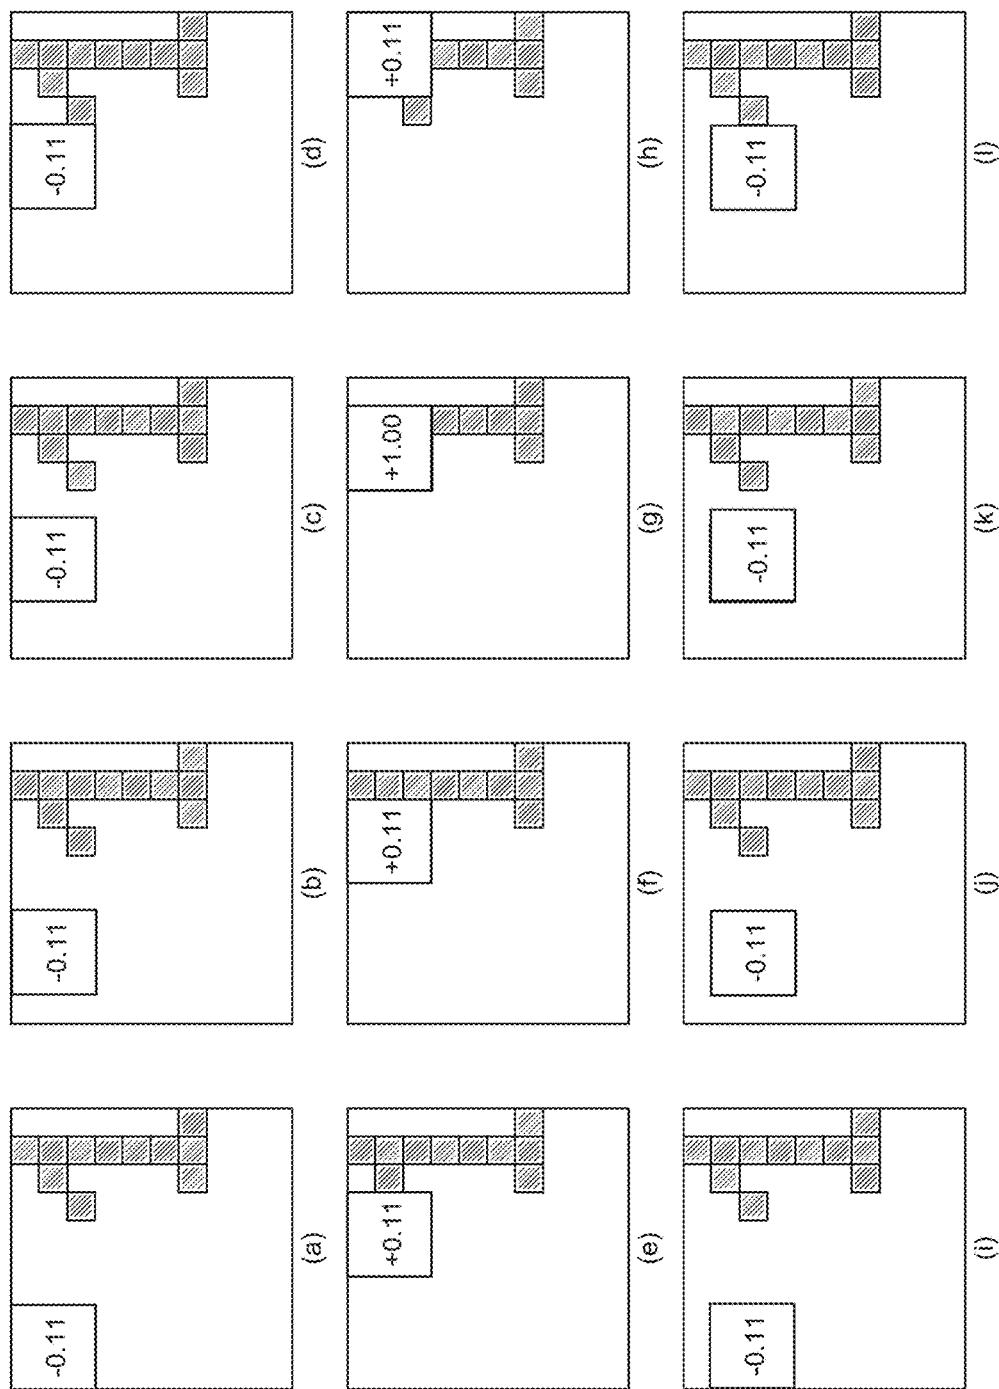 -0.11
(a)
-0.11
(b)
-0.11
(c)
-0.11
(d)
+0.11
(e)
+0.11
(f)
+1.00
(g)
+0.11
(h)
-0.11
(i)
-0.11
(j)
-0.11
(k)
-0.11
(l)